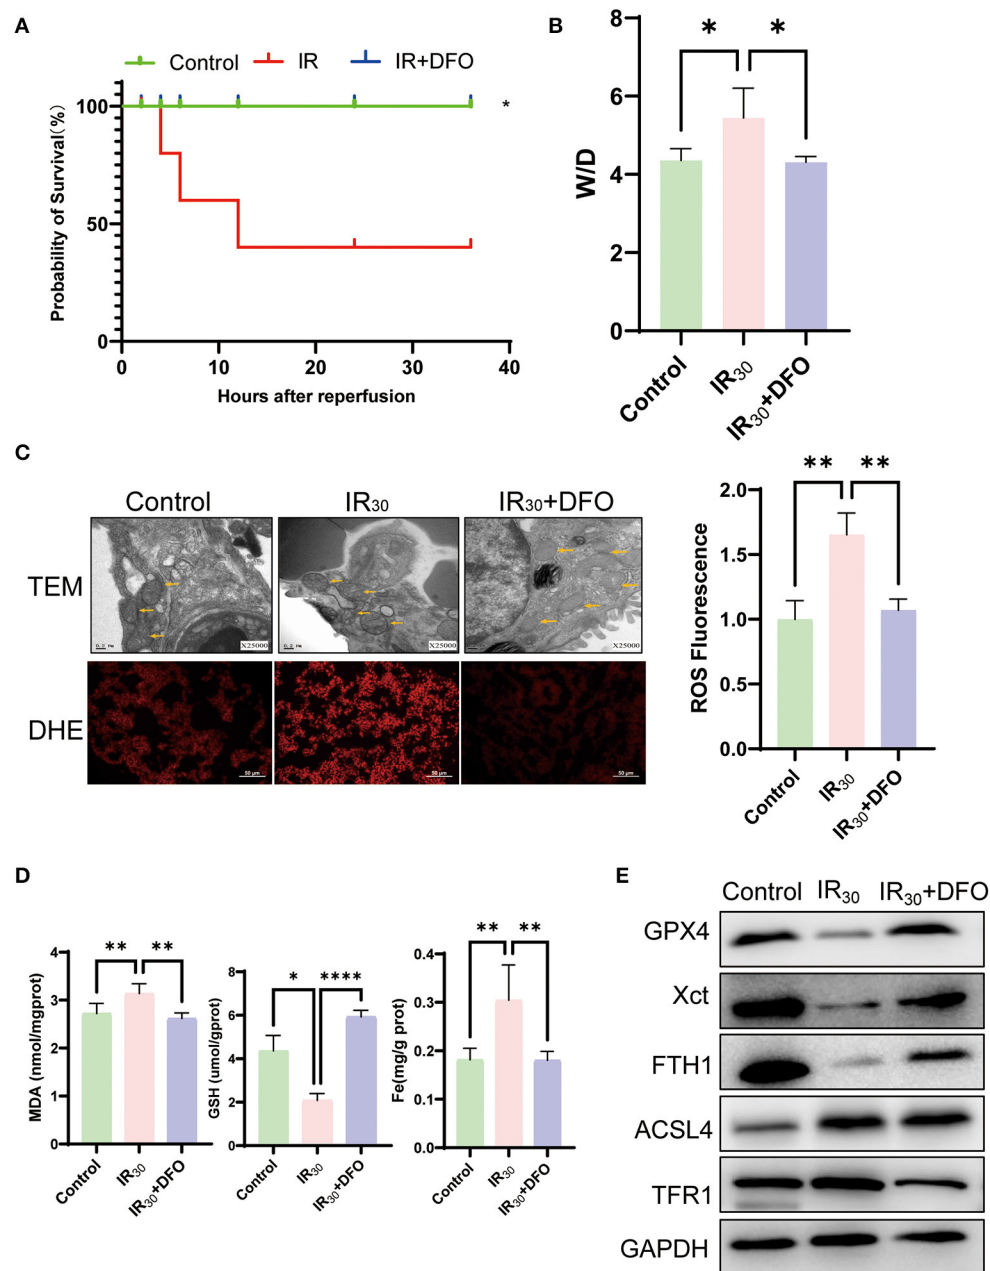 A
Control IR IR+DFO
Probability of Survival(%)
100
50
0
*
0 10 20 30 40
Hours after reperfusion
B
W/D
8
6
4
2
0
* *
Control
IR30
IR30+DFO
C
Control IR30 IR30+DFO
TEM
X25000
X25000
X25000
DHE
50 μm
50 μm
50 μm
ROS Fluorescence
2.0
1.5
1.0
0.5
0.0
** **
Control
IR30
IR30+DFO
D
MDA (nmol/mgprot)
4
3
2
1
0
** **
Control
IR30
IR30+DFO
GSH (umol/gprot)
8
6
4
2
0
* ****
Control
IR30
IR30+DFO
Fe(mg/g prot)
0.4
0.3
0.2
0.1
0.0
** **
Control
IR30
IR30+DFO
E
Control IR30 IR30+DFO
GPX4
Xct
FTH1
ACSL4
TFR1
GAPDH